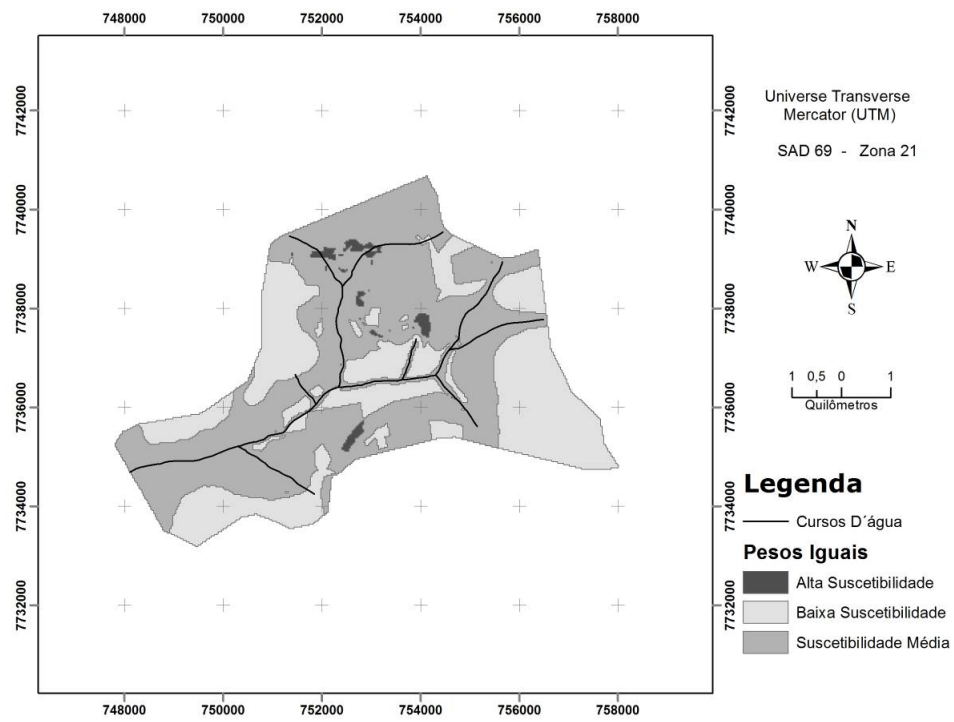 748000 750000 752000 754000 756000 758000
7742000
7740000
7738000
7736000
7734000
7732000
7742000
7740000
7738000
7736000
7734000
7732000
748000 750000 752000 754000 756000 758000
Universe Transverse
Mercator (UTM)
SAD 69 - Zona 21
N
W E
S
1 0,5 0 1
Quilômetros
Legenda
Cursos D´água
Pesos Iguais
Alta Suscetibilidade
Baixa Suscetibilidade
Suscetibilidade Média